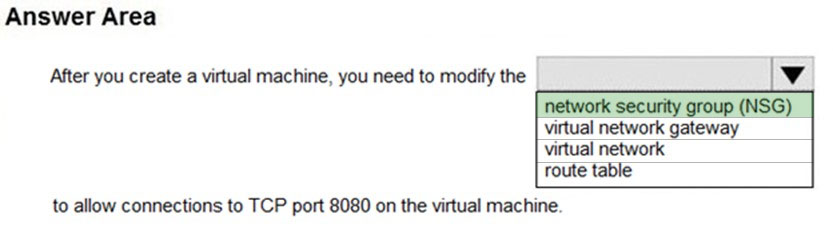 Answer Area
After you create a virtual machine, you need to modify the
network security group (NSG)
virtual network gateway
virtual network
route table
to allow connections to TCP port 8080 on the virtual machine.